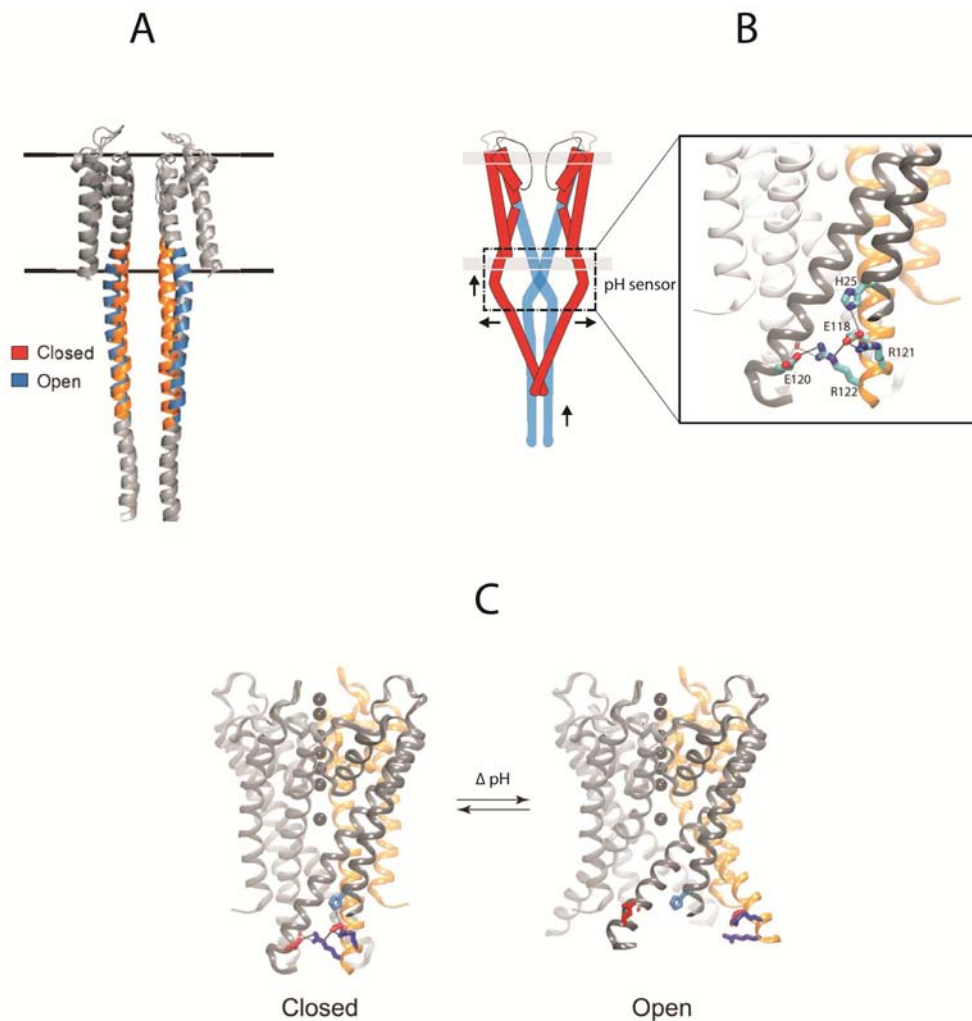 A
B
Closed
Open
pH sensor
H25
E118
R121
E120
R122
C
Δ pH
Closed
Open